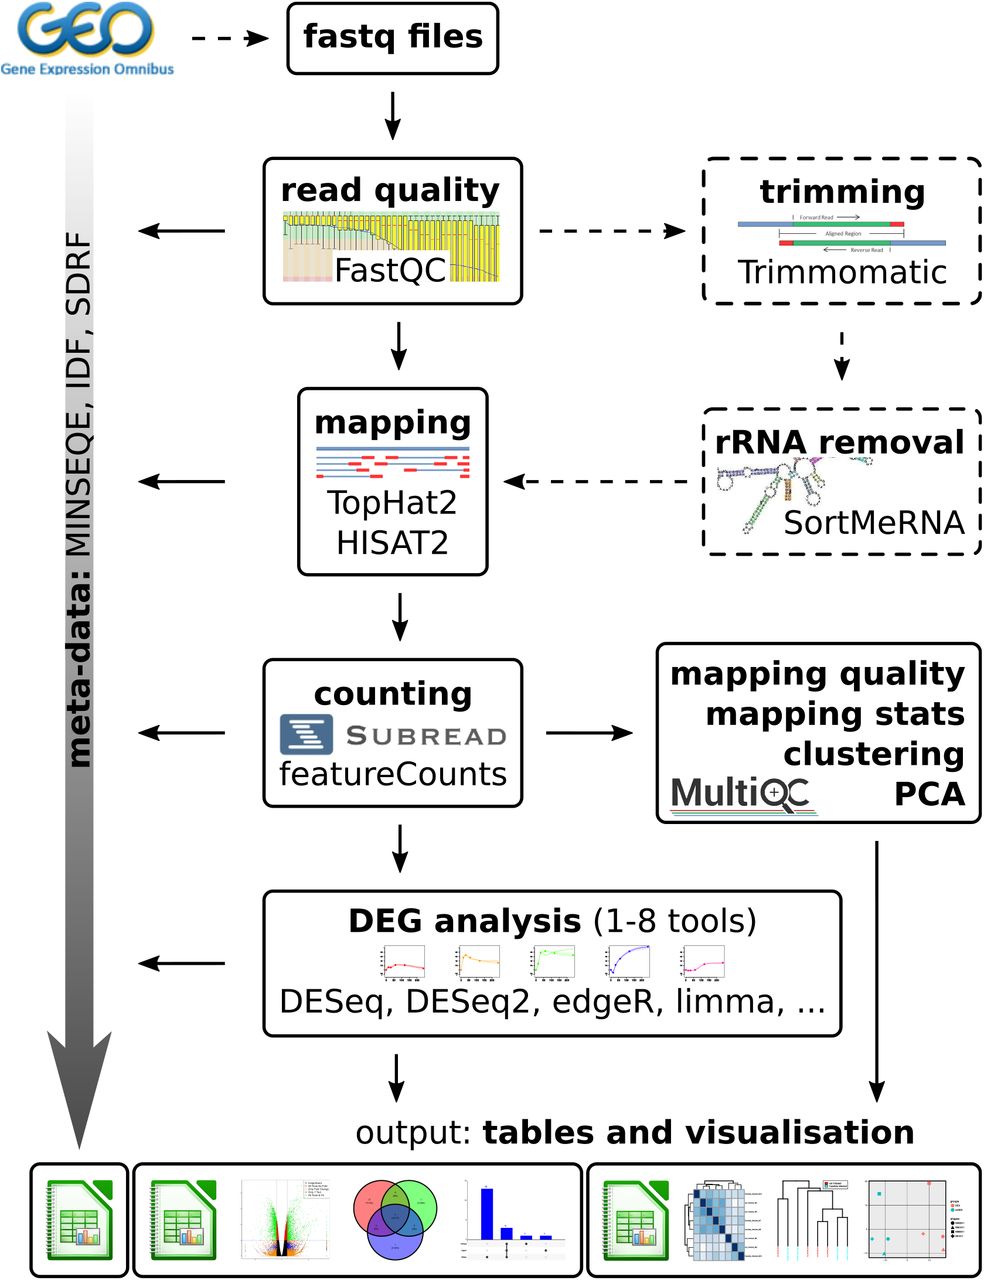 GEO
Gene Expression Omnibus
fastq files
read quality
FastQC
trimming
Forward Read
Aligned Region
Reverse Read
Trimmomatic
mapping
TopHat2
HISAT2
rRNA removal
SortMeRNA
meta-data: MINSEQE, IDF, SDRF
counting
SUBREAD
featureCounts
mapping quality
mapping stats
clustering
PCA
MultiQC
DEG analysis (1-8 tools)
DESeq, DESeq2, edgeR, limma, ...
output: tables and visualisation